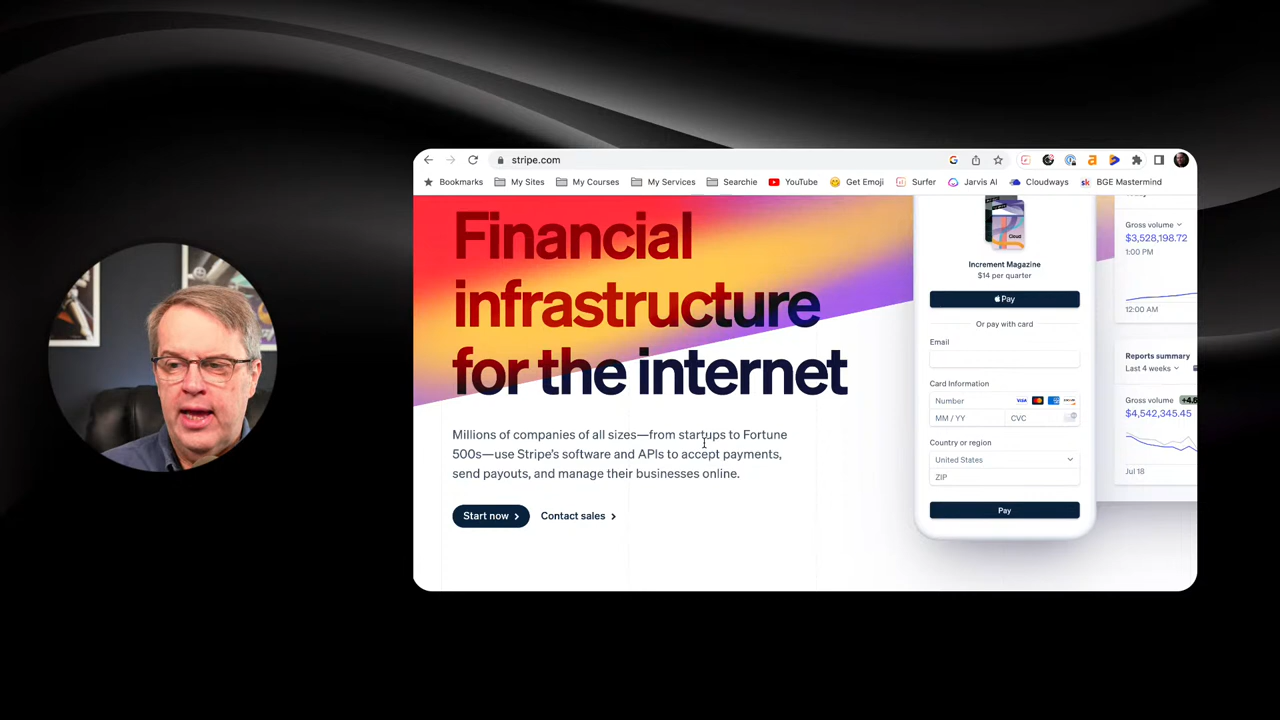 stripe.com
Bookmarks My Sites My Courses My Services Searchie YouTube Get Emoji Surfer Jarvis AI Cloudways BGE Mastermind
Financial
infrastructure
for the internet
Millions of companies of all sizes—from startups to Fortune
500s—use Stripe's software and APIs to accept payments,
send payouts, and manage their businesses online.
Start now
Contact sales
Cloud
Increment Magazine
$14 per quarter
Pay
Or pay with card
Email
Card Information
Number VISA
MM / YY CVC
Country or region
United States
ZIP
Pay
Gross volume
$3,528,198.72
1:00 PM
12:00 AM
Reports summary
Last 4 weeks
Gross volume
$4,542,345.45
Jul 18